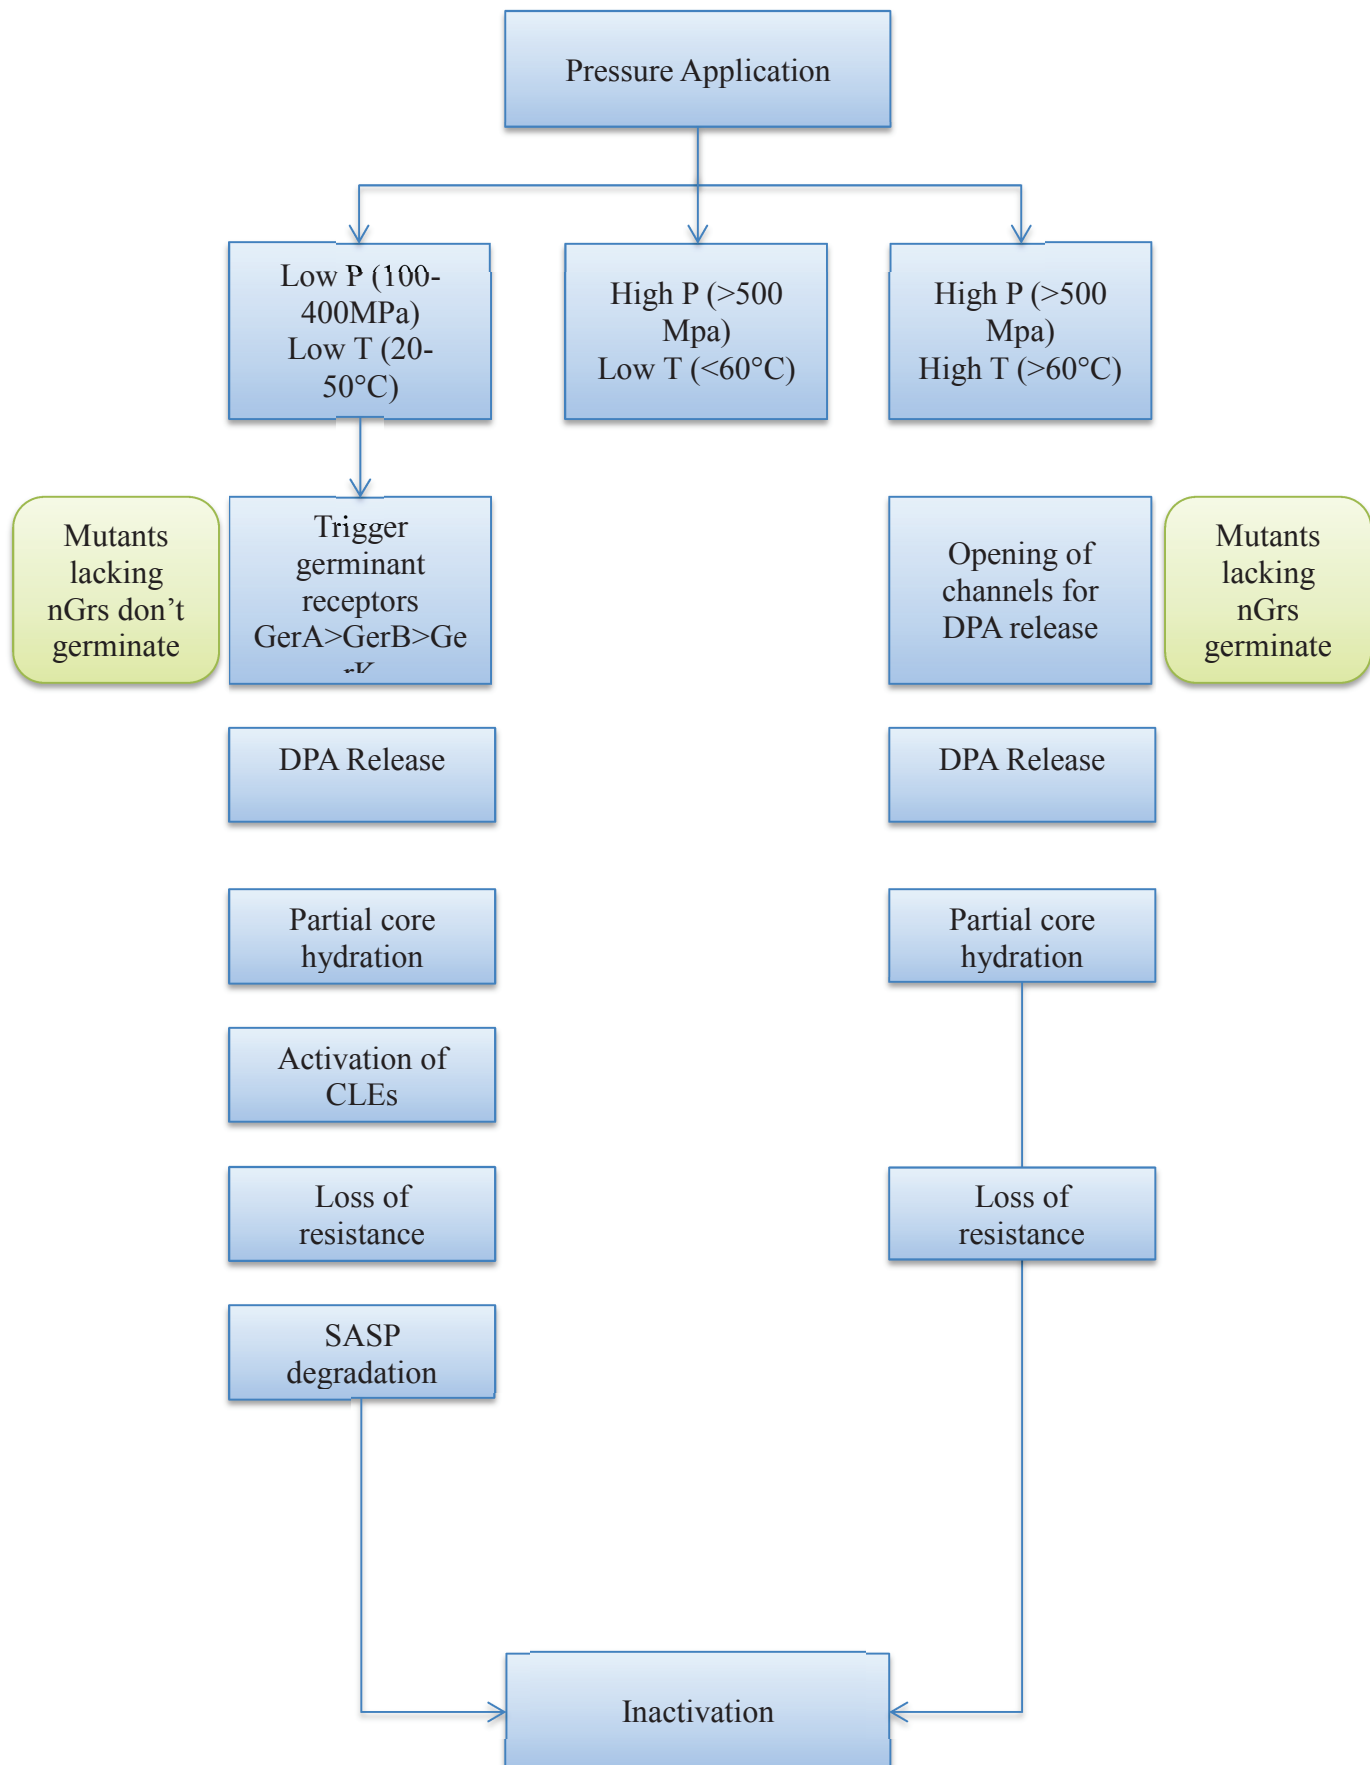 Pressure Application
Low P (100-
400MPa)
Low T (20-
50°C)
High P (>500
Mpa)
Low T (<60°C)
High P (>500
Mpa)
High T (>60°C)
Mutants
lacking
nGrs don’t
germinate
Trigger
germinant
receptors
GerA>GerB>Ge
rK
Opening of
channels for
DPA release
Mutants
lacking
nGrs
germinate
DPA Release
DPA Release
Partial core
hydration
Partial core
hydration
Activation of
CLEs
Loss of
resistance
Loss of
resistance
SASP
degradation
Inactivation